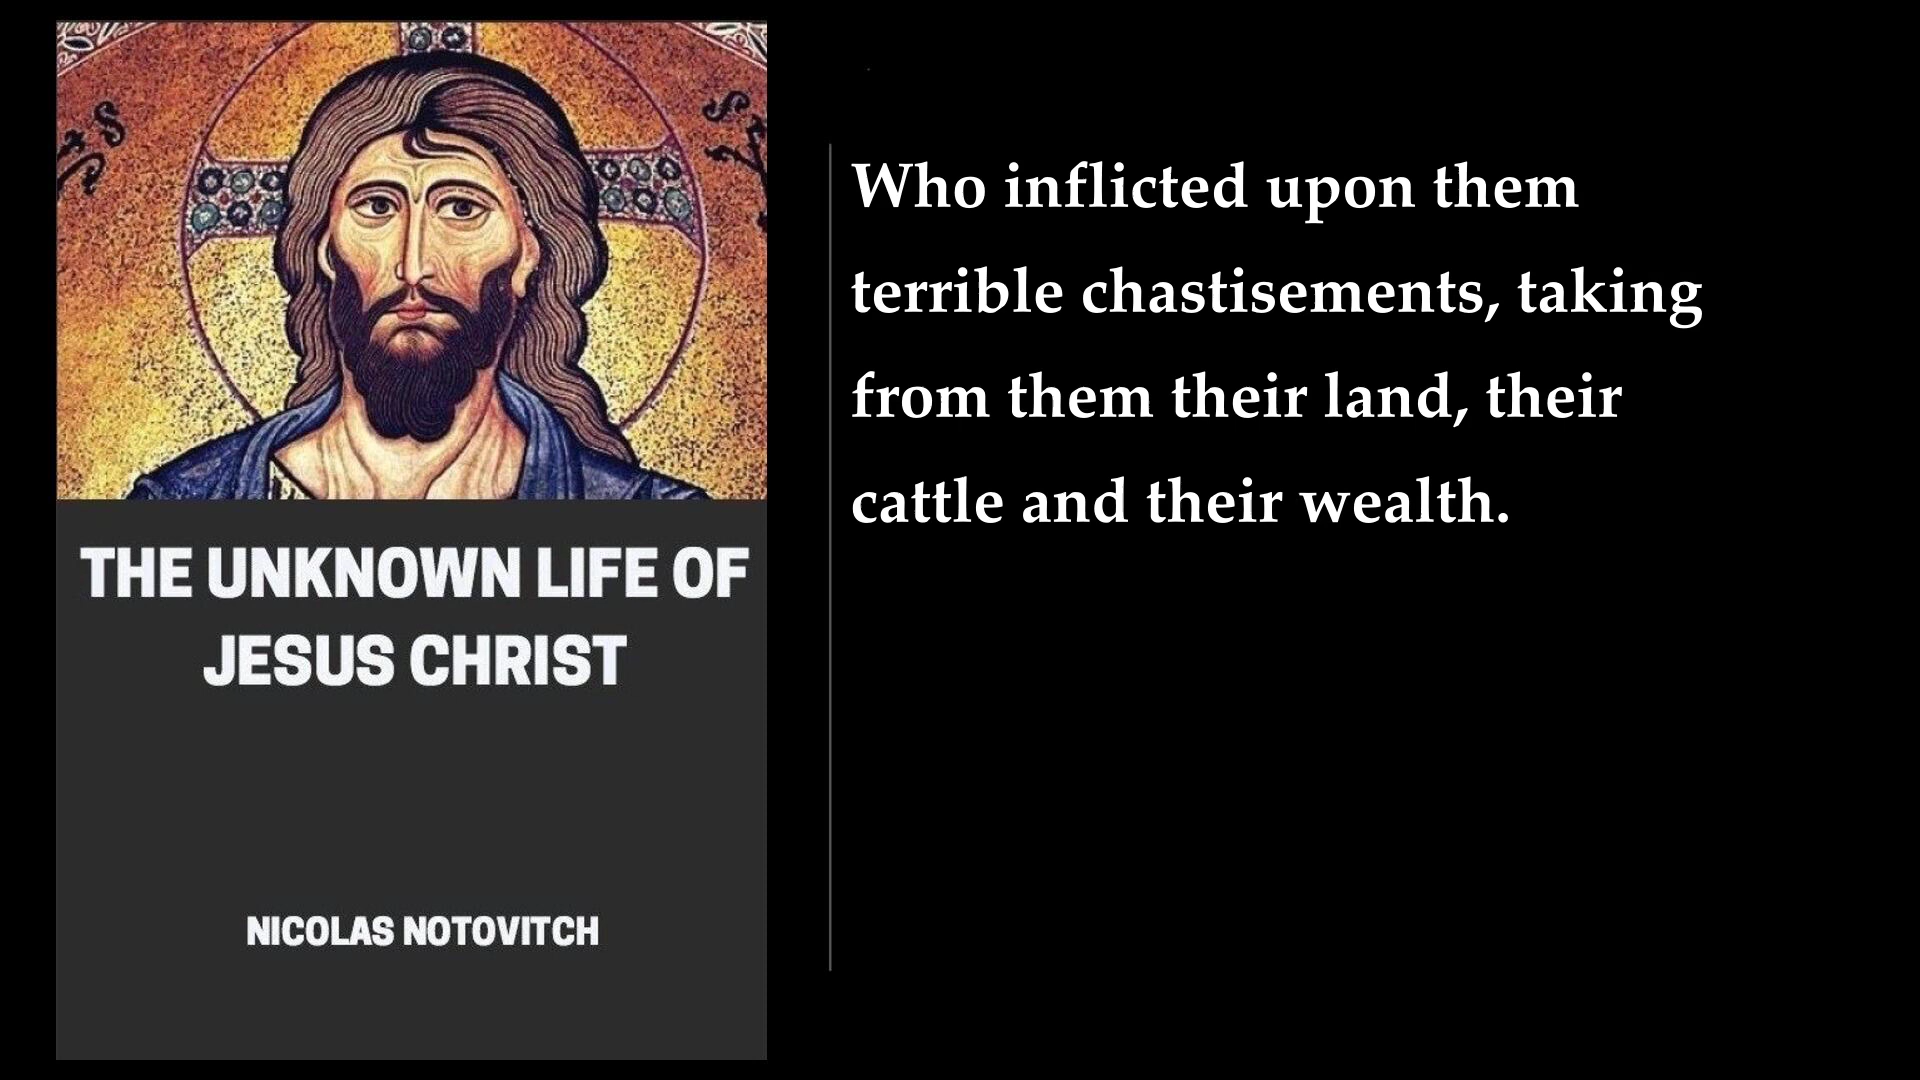 THE UNKNOWN LIFE OF
JESUS CHRIST
NICOLAS NOTOVITCH
Who inflicted upon them
terrible chastisements, taking
from them their land, their
cattle and their wealth.